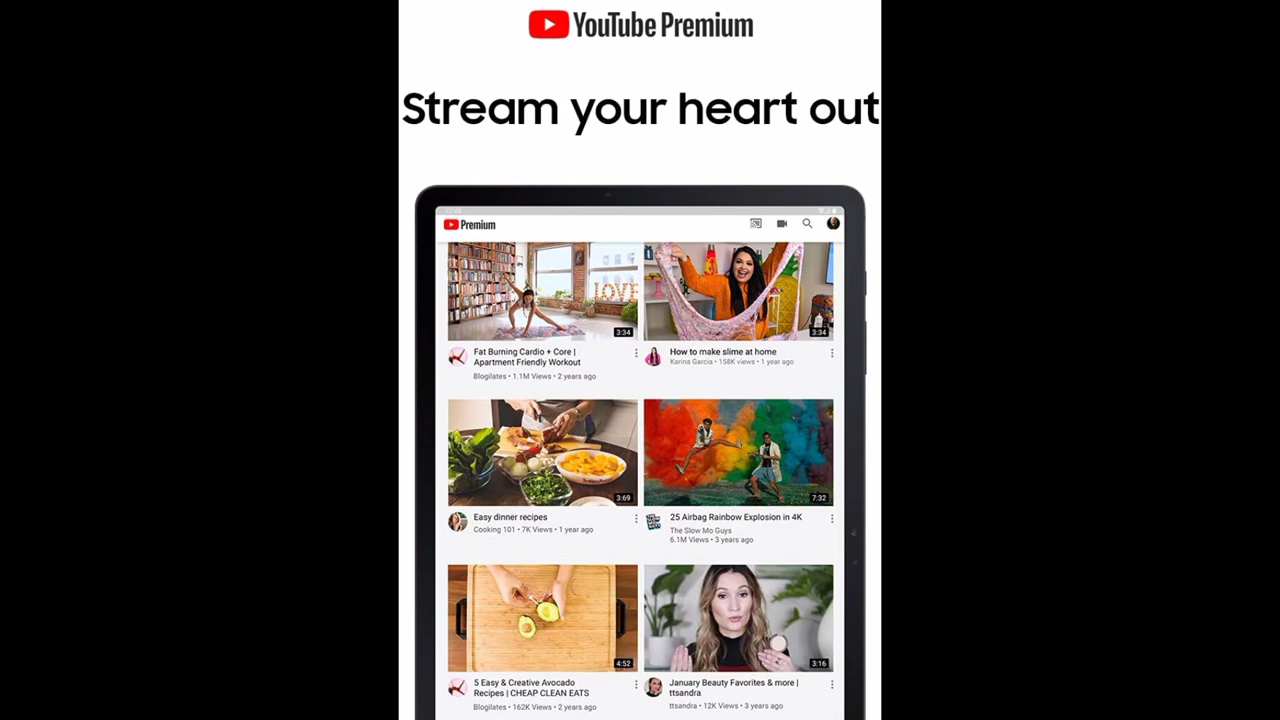 YouTube Premium
Stream your heart out
Premium
LOVE
3:34
3:34
Fat Burning Cardio + Core |
Apartment Friendly Workout
Blogilates • 1.1M Views • 2 years ago
How to make slime at home
Karina Garcia • 158K views • 1 year ago
3:69
7:32
Easy dinner recipes
Cooking 101 • 7K Views • 1 year ago
25 Airbag Rainbow Explosion in 4K
The Slow Mo Guys
6.1M Views • 3 years ago
4:52
3:16
5 Easy & Creative Avocado
Recipes | CHEAP CLEAN EATS
Blogilates • 162K Views • 2 years ago
January Beauty Favorites & more |
ttsandra
ttsandra • 12K Views • 3 years ago